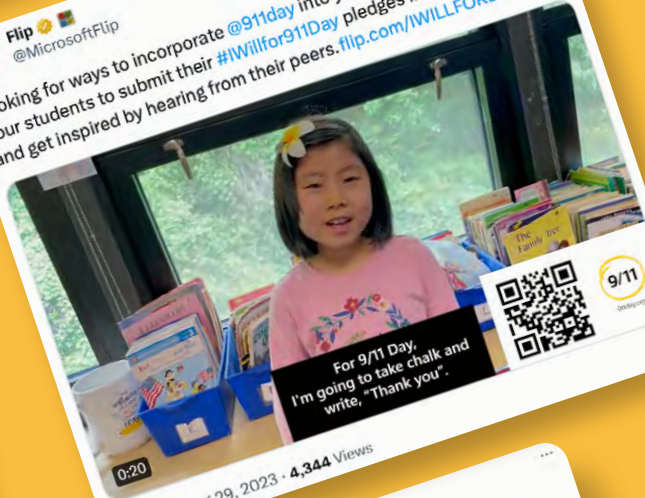 Flip
@MicrosoftFlip
oking for ways to incorporate @911day into
our students to submit their #IWillfor911Day pledges
and get inspired by hearing from their peers.flip.com/IWILLFOR
The Family Tree
9/11
For 9/11 Day,
I'm going to take chalk and
write, "Thank you".
0:20
29, 2023 · 4,344 Views